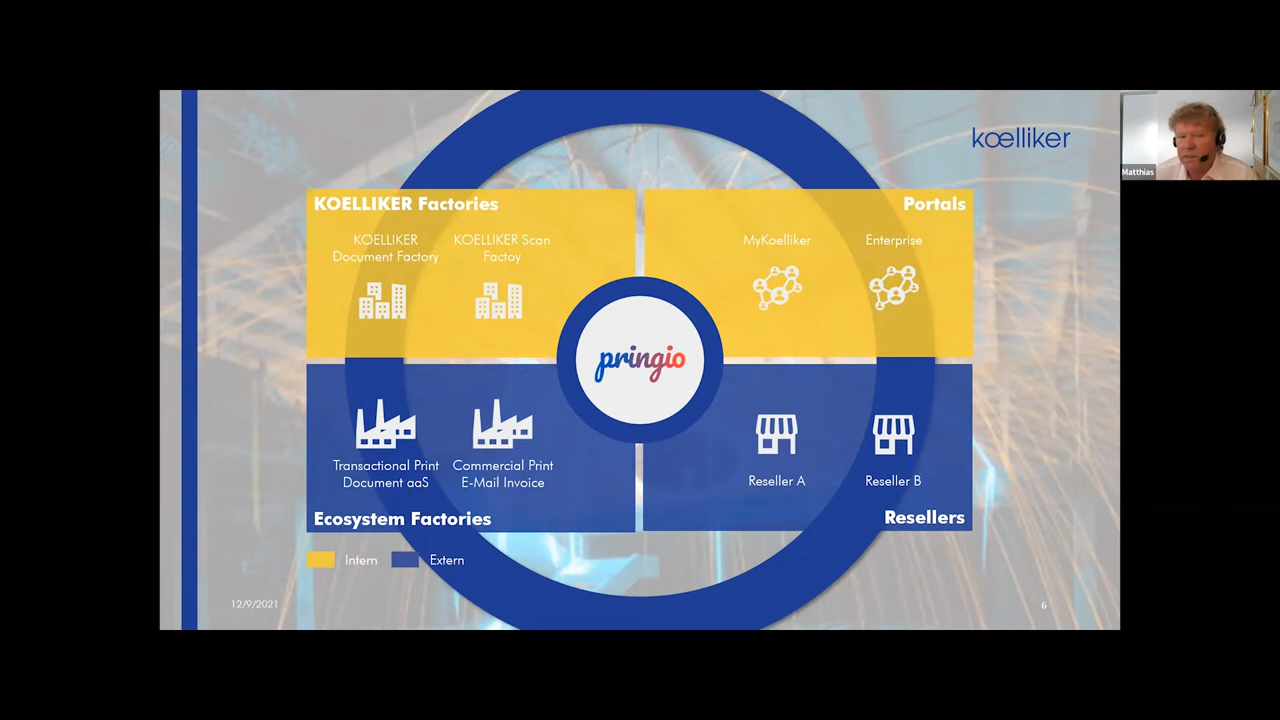 kœlliker
Matthias
KOELLIKER Factories
Portals
KOELLIKER
Document Factory
KOELLIKER Scan
Factoy
MyKoelliker
Enterprise
pringio
Transactional Print
Document aaS
Commercial Print
E-Mail Invoice
Reseller A
Reseller B
Ecosystem Factories
Resellers
Intern
Extern
12/9/2021
6